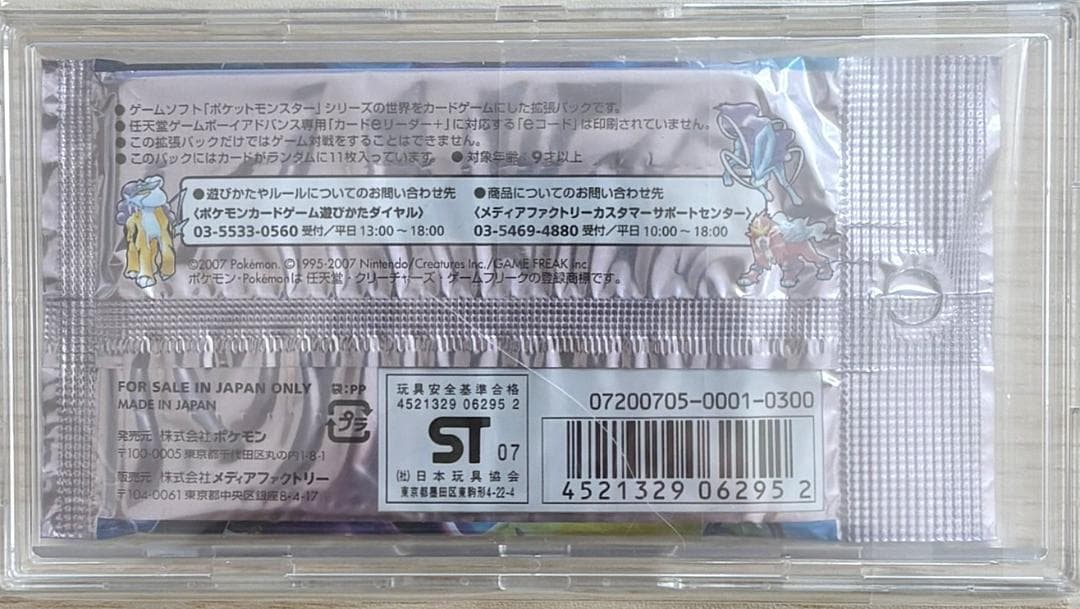 ●ゲームソフト「ポケットモンスター」シリーズの世界をカードゲームにした拡張パックです。
●任天堂ゲームボーイアドバンス専用「カードeリーダー+」に対応する「eコード」は印刷されていません。
●この拡張パックだけではゲーム対戦をすることはできません。
●このパックにはカードがランダムに11枚入っています。 ●対象年齢:9才以上
●遊びかたやルールについてのお問い合わせ先
〈ポケモンカードゲーム遊びかたダイヤル〉
03-5533-0560 受付/平日 13:00~18:00
●商品についてのお問い合わせ先
〈メディアファクトリーカスタマーサポートセンター〉
03-5469-4880 受付/平日 10:00~18:00
©2007 Pokémon. ©1995-2007 Nintendo/Creatures Inc./GAME FREAK inc.
ポケモン・Pokémonは 任天堂・クリーチャーズ・ゲームフリークの登録商標です。
FOR SALE IN JAPAN ONLY
MADE IN JAPAN
袋:PP
プラ
発売元 株式会社 ポケモン
〒100-0005 東京都千代田区丸の内1-8-1
販売元 株式会社メディアファクトリー
〒104-0061 東京都中央区銀座8-4-17
玩具安全基準合格
4521329 06295 2
ST 07
(社)日本玩具協会
東京都墨田区東駒形4-22-4
07200705-0001-0300
4521329 06295 2